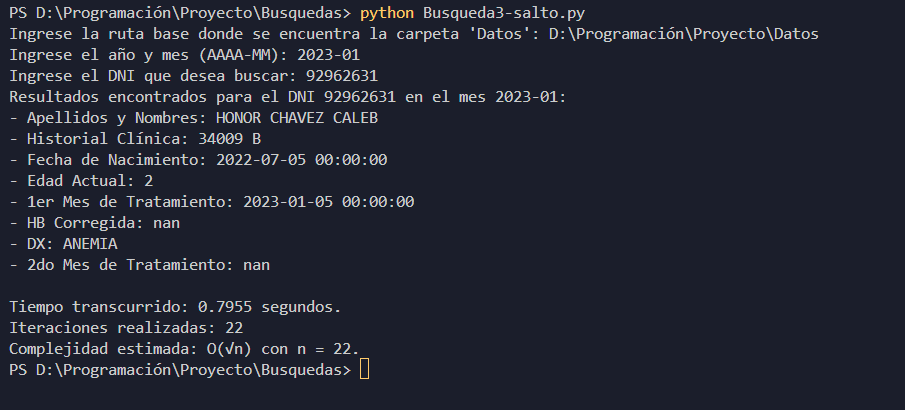 PS D:\Programación\Proyecto\Busquedas> python Busqueda3-salto.py
Ingrese la ruta base donde se encuentra la carpeta 'Datos': D:\Programación\Proyecto\Datos
Ingrese el año y mes (AAAA-MM): 2023-01
Ingrese el DNI que desea buscar: 92962631
Resultados encontrados para el DNI 92962631 en el mes 2023-01:
- Apellidos y Nombres: HONOR CHAVEZ CALEB
- Historial Clínica: 34009 B
- Fecha de Nacimiento: 2022-07-05 00:00:00
- Edad Actual: 2
- 1er Mes de Tratamiento: 2023-01-05 00:00:00
- HB Corregida: nan
- DX: ANEMIA
- 2do Mes de Tratamiento: nan

Tiempo transcurrido: 0.7955 segundos.
Iteraciones realizadas: 22
Complejidad estimada: O(√n) con n = 22.
PS D:\Programación\Proyecto\Busquedas>